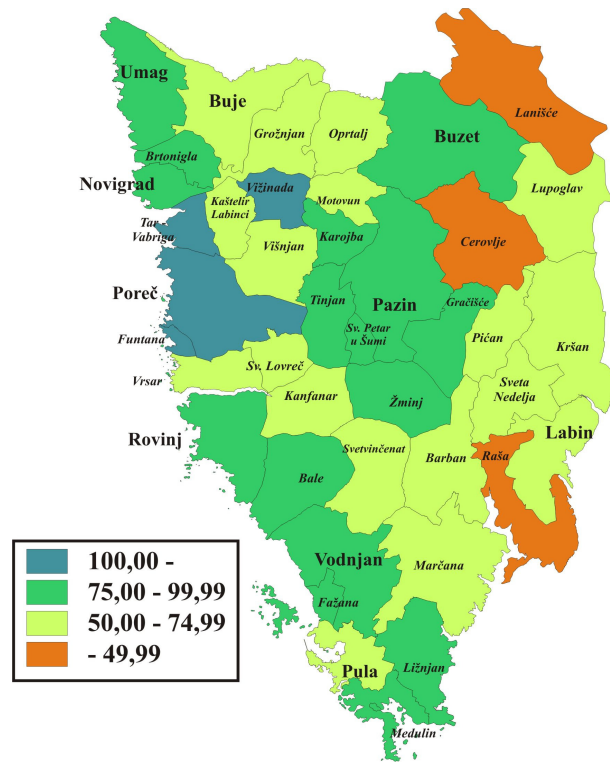 Umag
Buje
Lanišće
Grožnjan
Oprtalj
Buzet
Brtonigla
Novigrad
Vižinada
Lupoglav
Kaštelir
Labinci
Motovun
Tar -
Vabriga
Karojba
Višnjan
Cerovlje
Poreč
Tinjan
Pazin
Gračišće
Sv. Petar
u Šumi
Funtana
Pićan
Kršan
Vrsar
Sv. Lovreč
Sveta
Nedelja
Kanfanar
Žminj
Rovinj
Labin
Svetvinčenat
Barban
Raša
Bale
100,00 -
75,00 - 99,99
50,00 - 74,99
- 49,99
Vodnjan
Marčana
Fažana
Pula
Ližnjan
Medulin